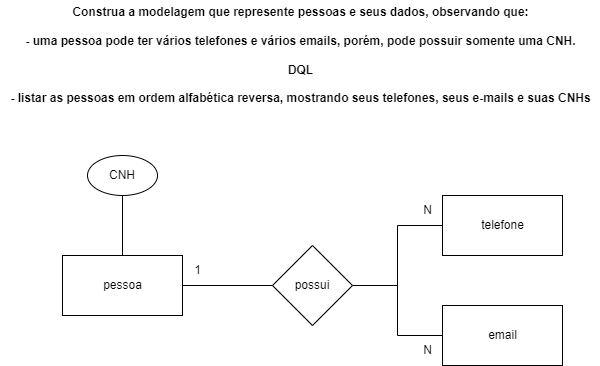 Construa a modelagem que represente pessoas e seus dados, observando que:
- uma pessoa pode ter vários telefones e vários emails, porém, pode possuir somente uma CNH.
DQL
- listar as pessoas em ordem alfabética reversa, mostrando seus telefones, seus e-mails e suas CNHs
CNH
N
telefone
1
pessoa
possui
email
N